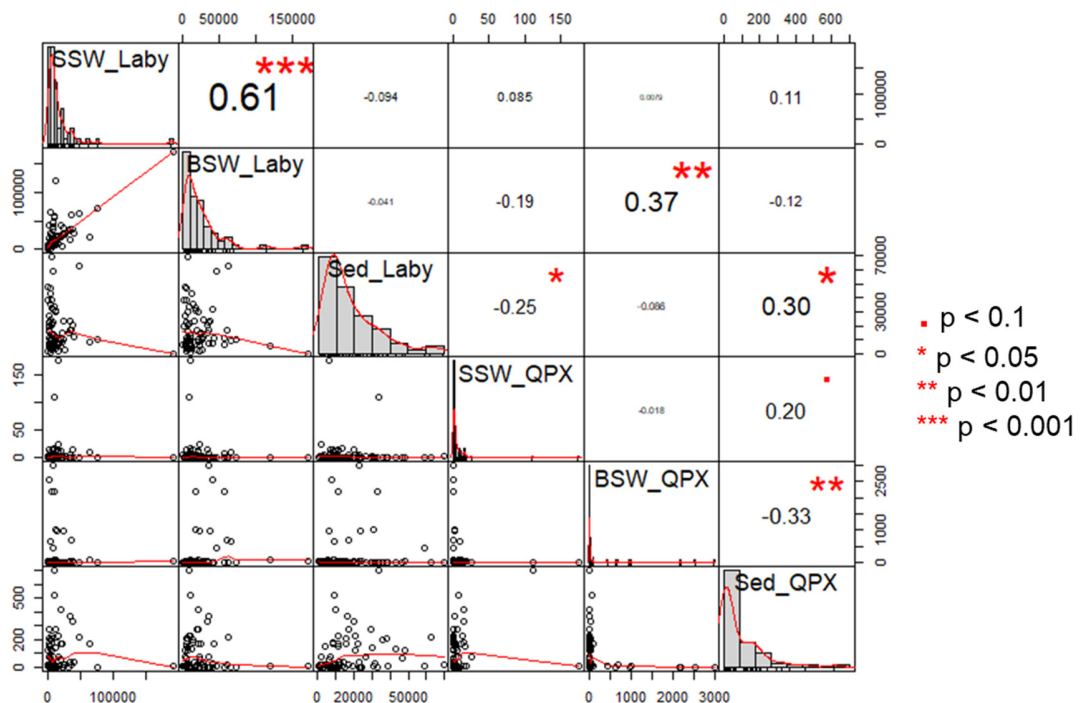 0 50000 150000 0 50 100 150 0 200 400 600
SSW_Laby *** 0.61 -0.094 0.085 0.0079 0.11 0 100000
0 100000 BSW_Laby -0.041 -0.19 ** 0.37 -0.12
Sed_Laby * -0.25 -0.086 * 0.30 0 30000 70000
0 50 150 SSW_QPX -0.018 . 0.20
BSW_QPX ** -0.33 0 1000 2500
0 200 500 Sed_QPX
0 100000 0 20000 50000 0 1000 2000 3000
. p < 0.1
* p < 0.05
** p < 0.01
*** p < 0.001